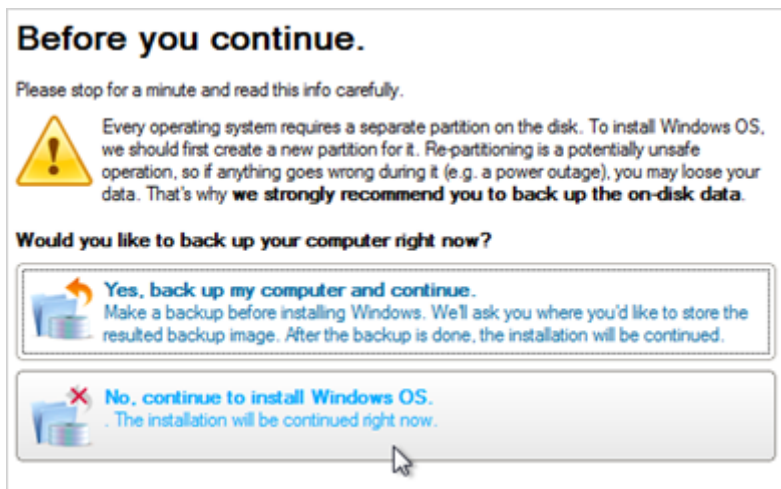 Before you continue.
Please stop for a minute and read this info carefully.
Every operating system requires a separate partition on the disk. To install Windows OS,
we should first create a new partition for it. Re-partitioning is a potentially unsafe
operation, so if anything goes wrong during it (e.g. a power outage), you may loose your
data. That's why we strongly recommend you to back up the on-disk data.
Would you like to back up your computer right now?
Yes, back up my computer and continue.
Make a backup before installing Windows. We'll ask you where you'd like to store the
resulted backup image. After the backup is done, the installation will be continued.
No, continue to install Windows OS.
. The installation will be continued right now.